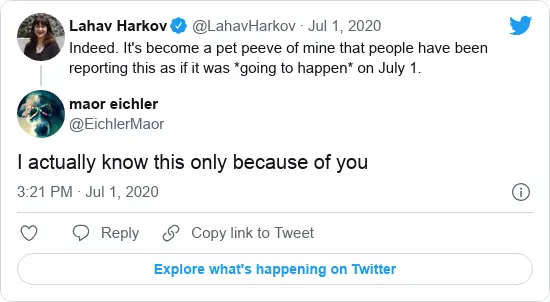 Lahav Harkov @LahavHarkov · Jul 1, 2020
Indeed. It's become a pet peeve of mine that people have been
reporting this as if it was *going to happen* on July 1.
maor eichler
@EichlerMaor
I actually know this only because of you
3:21 PM · Jul 1, 2020
Reply
Copy link to Tweet
Explore what's happening on Twitter